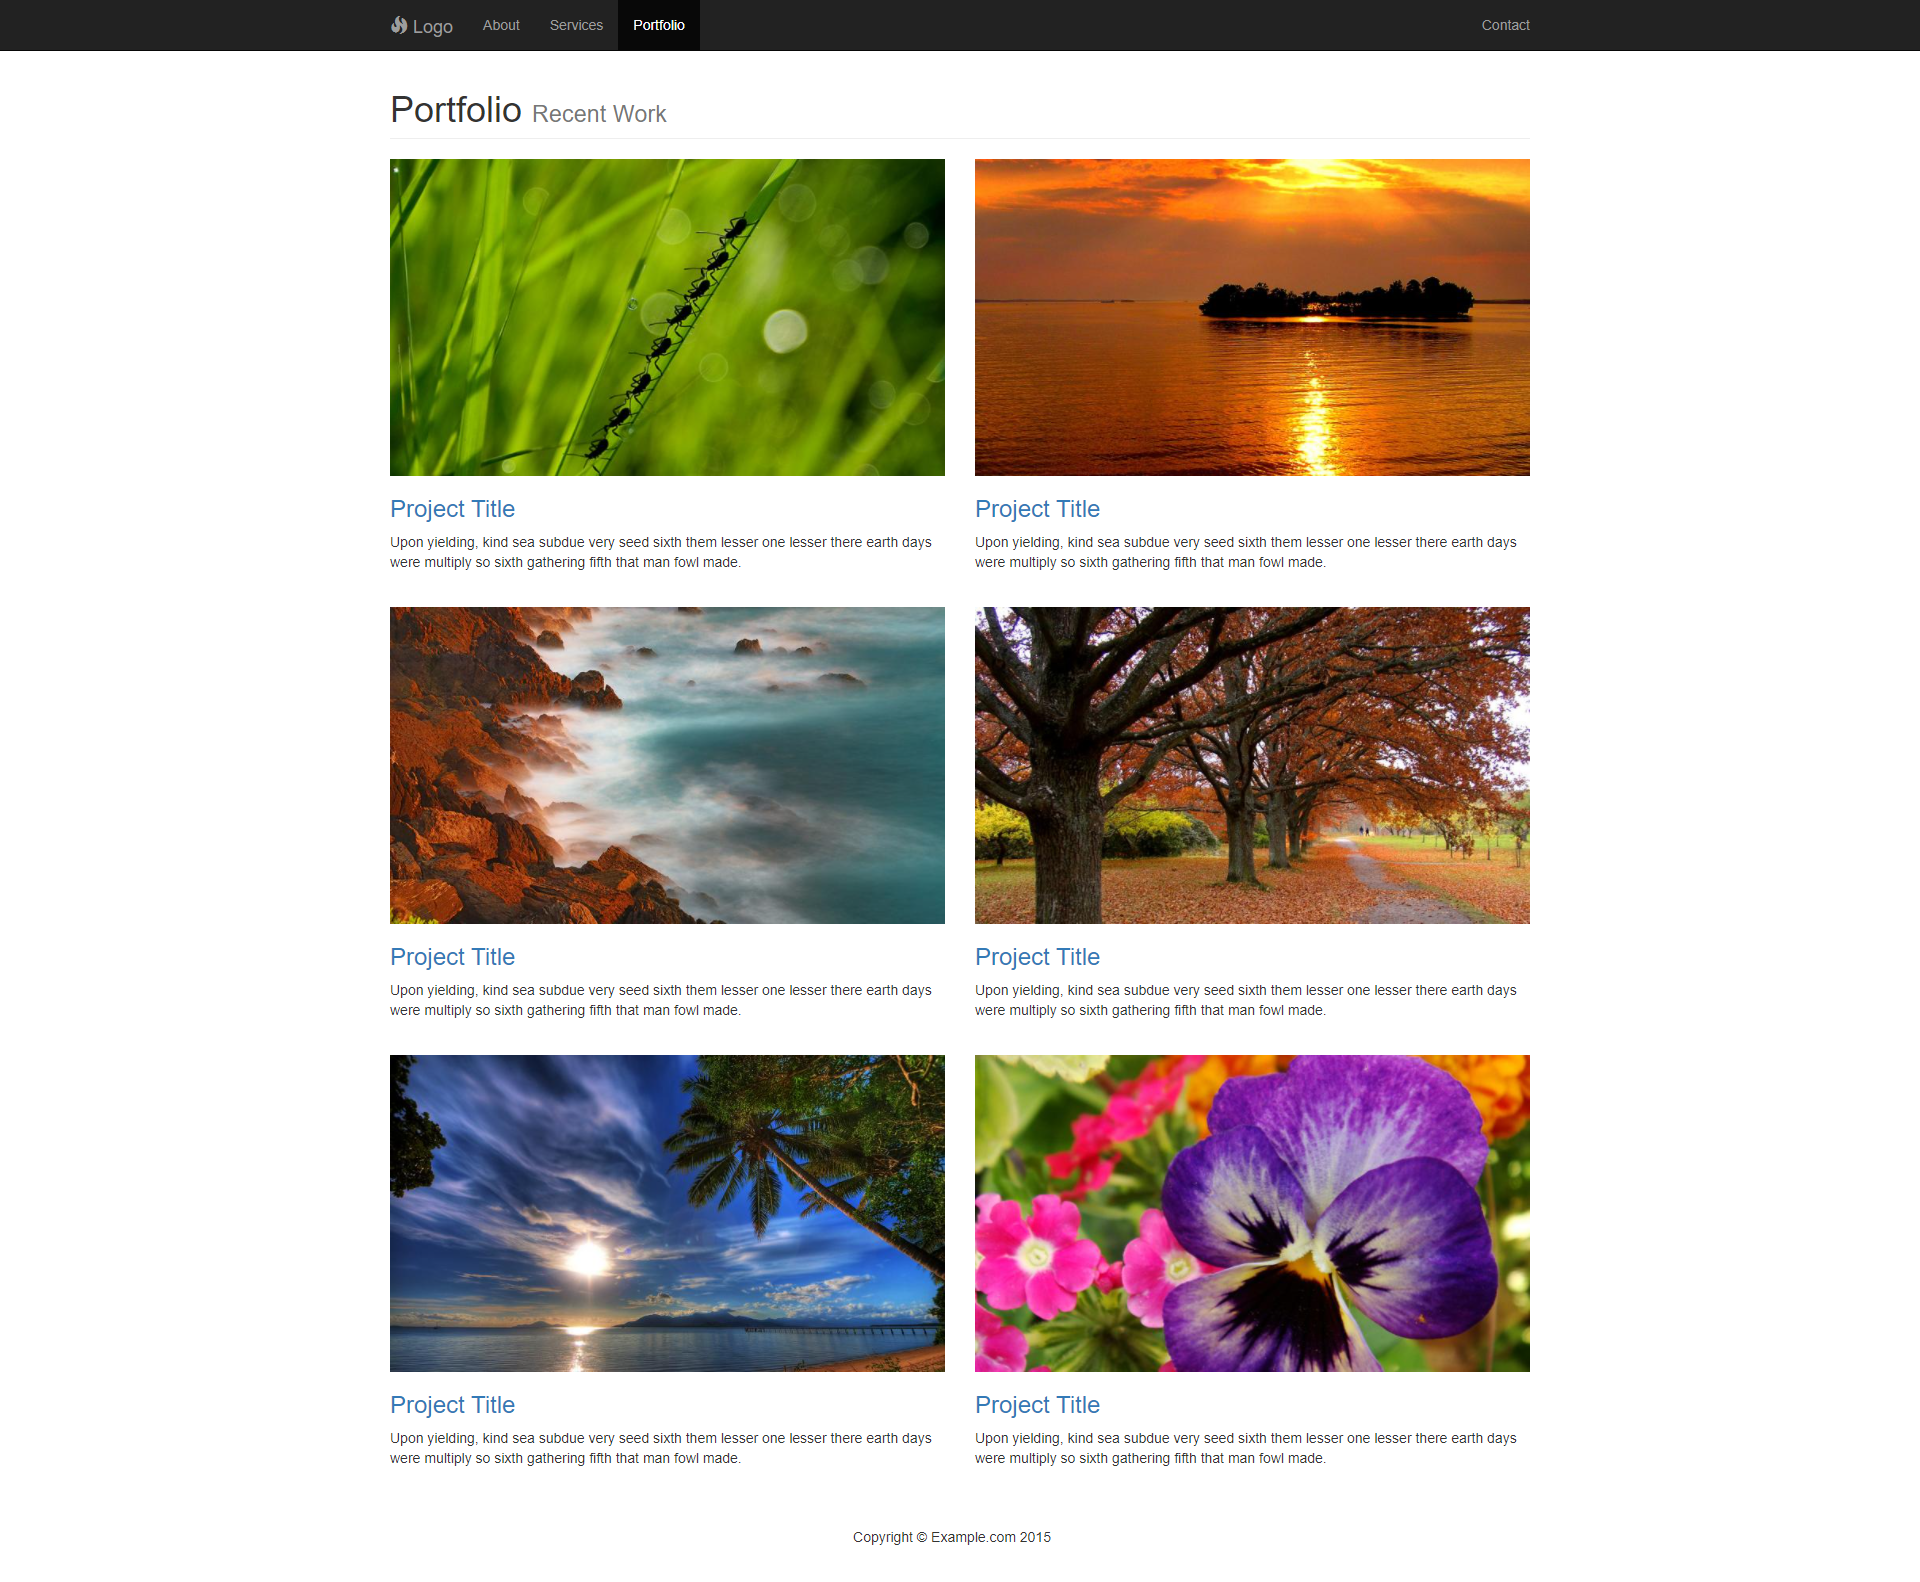 Logo About Services Portfolio Contact
Portfolio Recent Work
Project Title
Upon yielding, kind sea subdue very seed sixth them lesser one lesser there earth days
were multiply so sixth gathering fifth that man fowl made.
Project Title
Upon yielding, kind sea subdue very seed sixth them lesser one lesser there earth days
were multiply so sixth gathering fifth that man fowl made.
Project Title
Upon yielding, kind sea subdue very seed sixth them lesser one lesser there earth days
were multiply so sixth gathering fifth that man fowl made.
Project Title
Upon yielding, kind sea subdue very seed sixth them lesser one lesser there earth days
were multiply so sixth gathering fifth that man fowl made.
Project Title
Upon yielding, kind sea subdue very seed sixth them lesser one lesser there earth days
were multiply so sixth gathering fifth that man fowl made.
Project Title
Upon yielding, kind sea subdue very seed sixth them lesser one lesser there earth days
were multiply so sixth gathering fifth that man fowl made.
Copyright © Example.com 2015